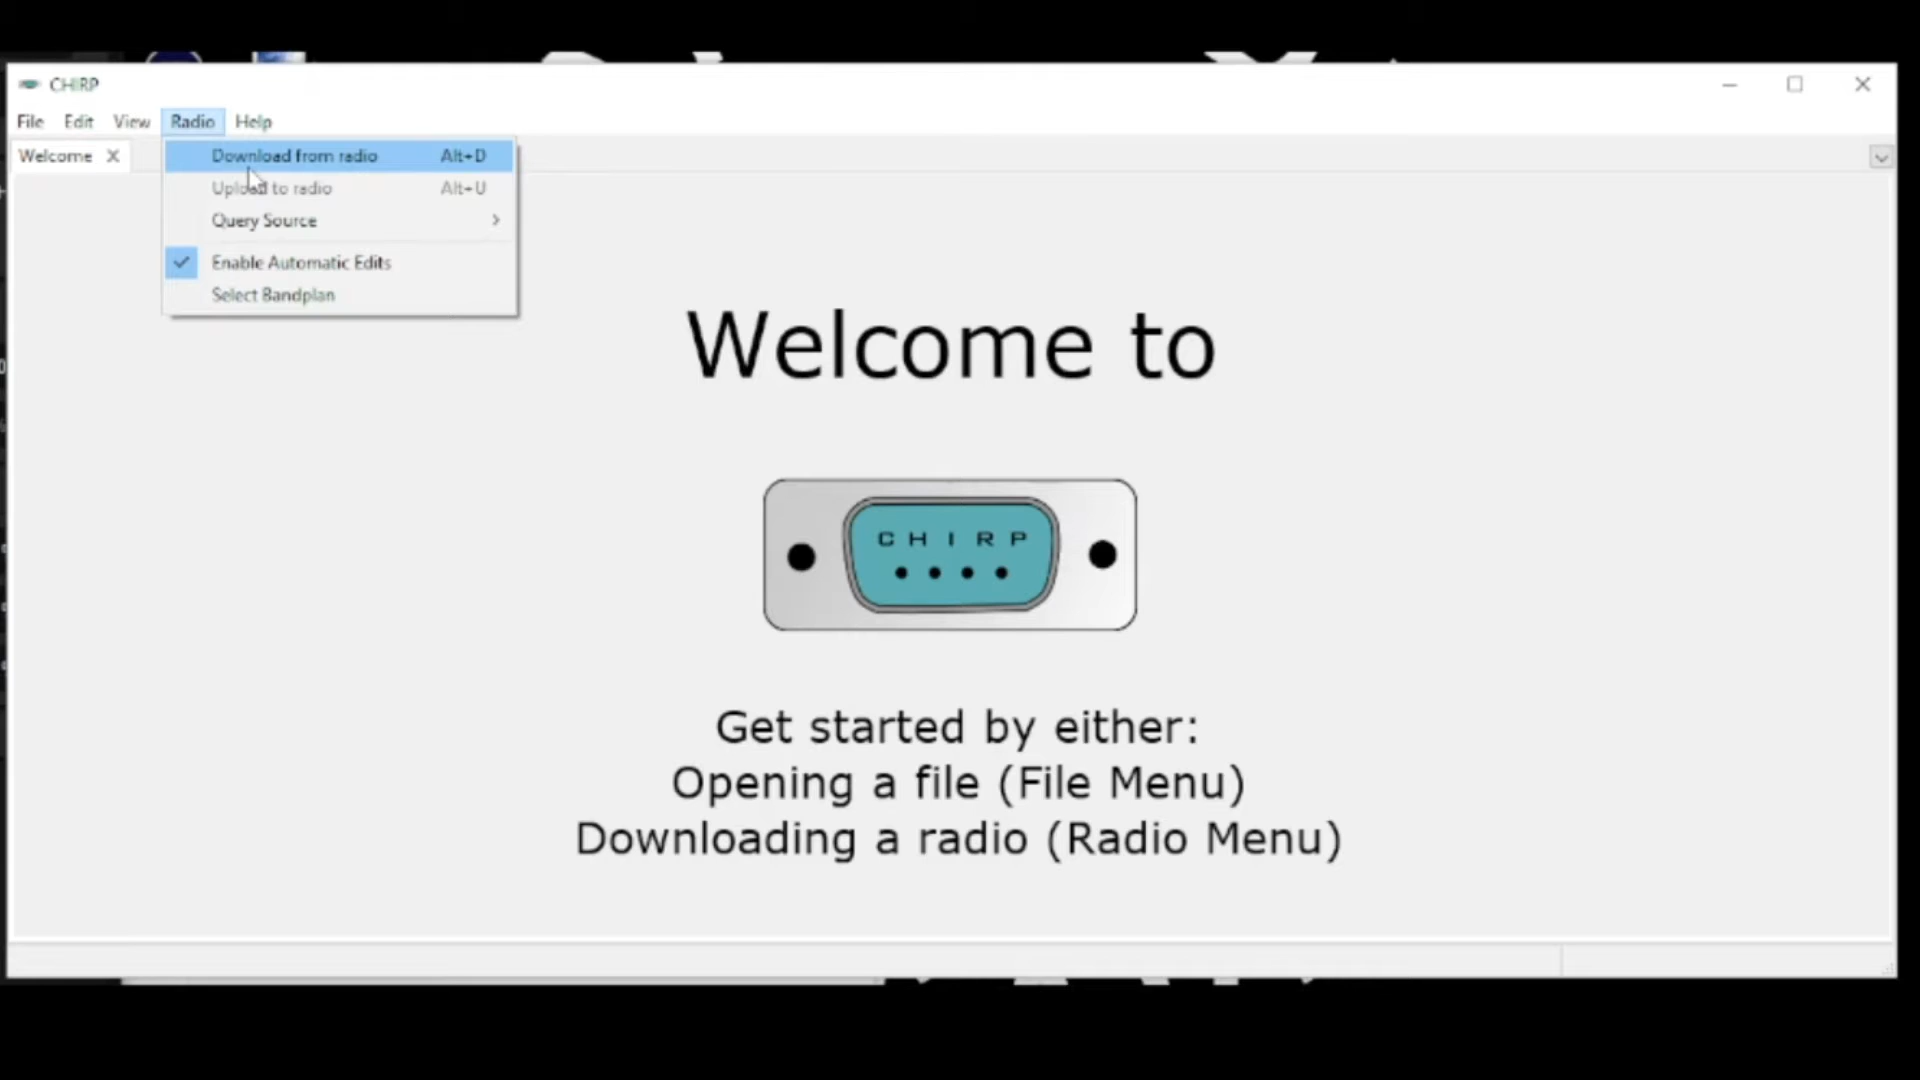 CHIRP
File Edit View Radio Help
Welcome X
Download from radio Alt+D
Upload to radio Alt+U
Query Source
Enable Automatic Edits
Select Bandplan
Welcome to
CHIRP
Get started by either:
Opening a file (File Menu)
Downloading a radio (Radio Menu)